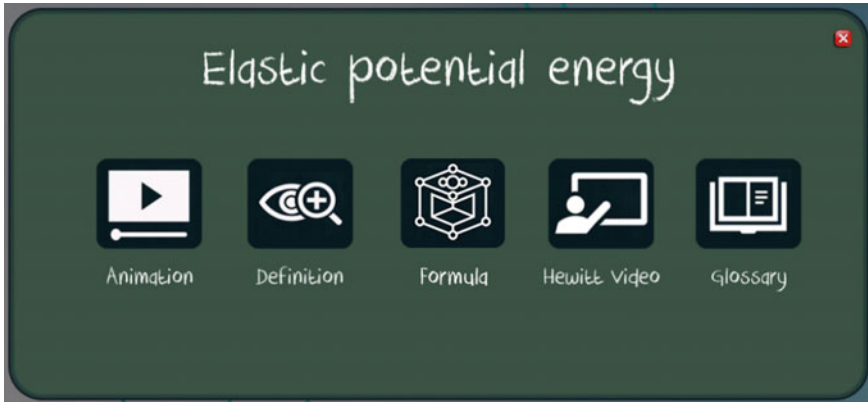 Elastic potential energy
Animation Definition Formula Hewitt Video Glossary